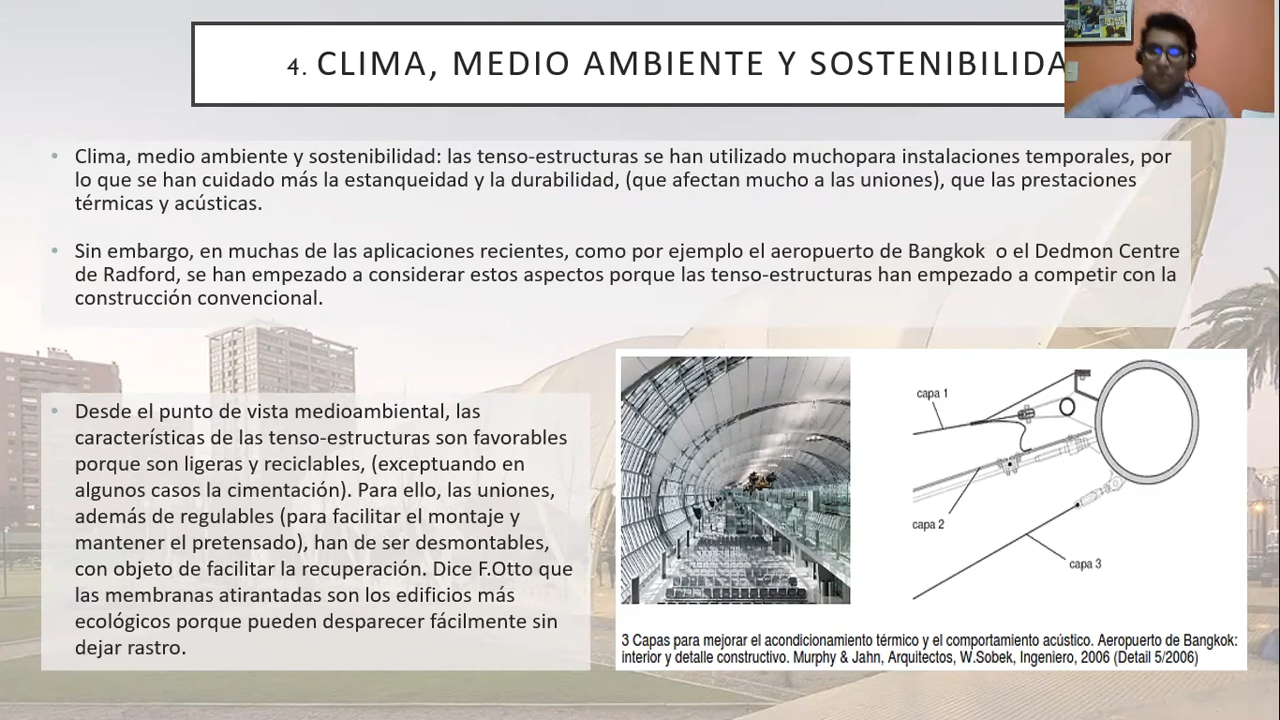 4. CLIMA, MEDIO AMBIENTE Y SOSTENIBILIDA
• Clima, medio ambiente y sostenibilidad: las tenso-estructuras se han utilizado muchopara instalaciones temporales, por
lo que se han cuidado más la estanqueidad y la durabilidad, (que afectan mucho a las uniones), que las prestaciones
térmicas y acústicas.
• Sin embargo, en muchas de las aplicaciones recientes, como por ejemplo el aeropuerto de Bangkok o el Dedmon Centre
de Radford, se han empezado a considerar estos aspectos porque las tenso-estructuras han empezado a competir con la
construcción convencional.
• Desde el punto de vista medioambiental, las
características de las tenso-estructuras son favorables
porque son ligeras y reciclables, (exceptuando en
algunos casos la cimentación). Para ello, las uniones,
además de regulables (para facilitar el montaje y
mantener el pretensado), han de ser desmontables,
con objeto de facilitar la recuperación. Dice F.Otto que
las membranas atirantadas son los edificios más
ecológicos porque pueden desparecer fácilmente sin
dejar rastro.
capa 1
capa 2
capa 3
3 Capas para mejorar el acondicionamiento térmico y el comportamiento acústico. Aeropuerto de Bangkok:
interior y detalle constructivo. Murphy & Jahn, Arquitectos, W.Sobek, Ingeniero, 2006 (Detail 5/2006)